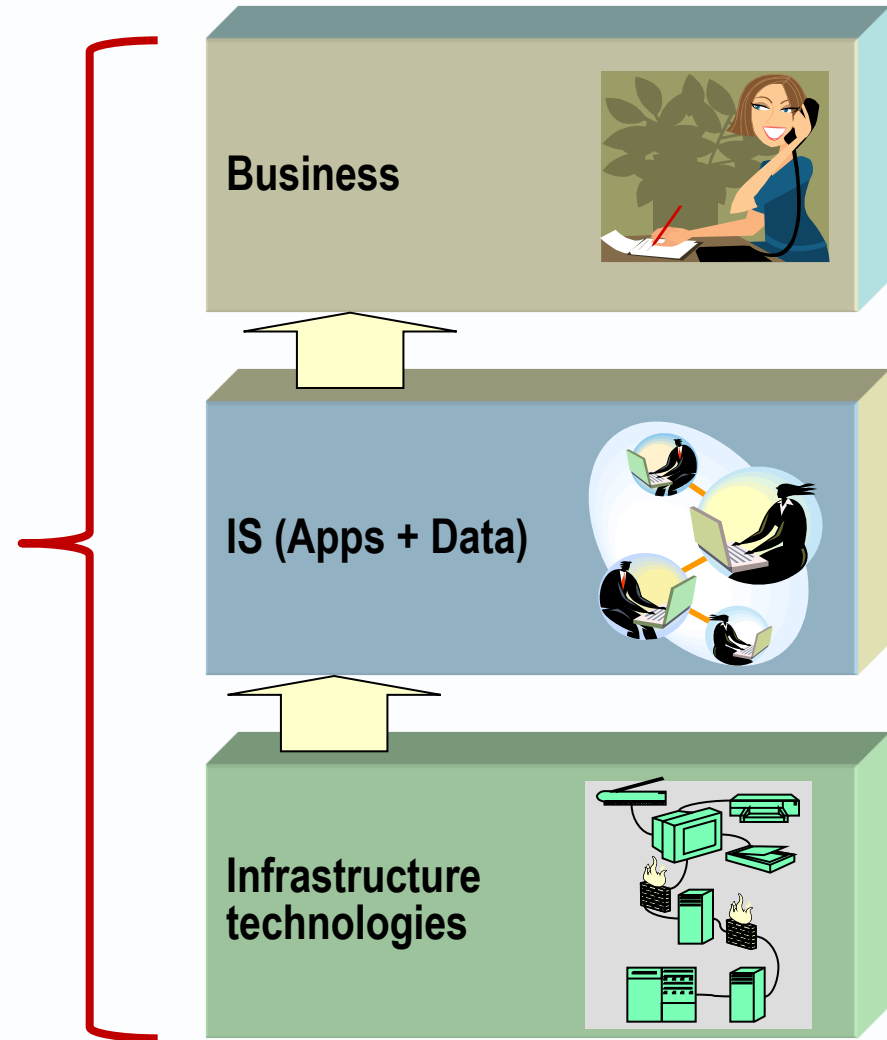 Business
IS (Apps + Data)
Infrastructure
technologies